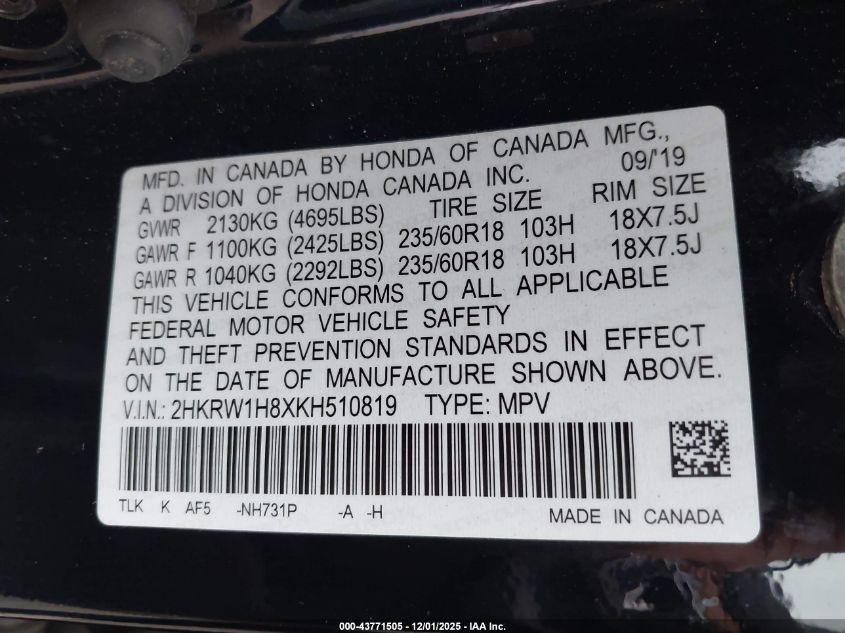 MFD. IN CANADA BY HONDA OF CANADA MFG.,
A DIVISION OF HONDA CANADA INC. 09/'19
GVWR 2130KG (4695LBS) TIRE SIZE RIM SIZE
GAWR F 1100KG (2425LBS) 235/60R18 103H 18X7.5J
GAWR R 1040KG (2292LBS) 235/60R18 103H 18X7.5J
THIS VEHICLE CONFORMS TO ALL APPLICABLE
FEDERAL MOTOR VEHICLE SAFETY
AND THEFT PREVENTION STANDARDS IN EFFECT
ON THE DATE OF MANUFACTURE SHOWN ABOVE.
V.I.N.: 2HKRW1H8XKH510819 TYPE: MPV
TLK K AF5 -NH731P -A -H MADE IN CANADA
000-43771505 - 12/01/2025 - IAA Inc.